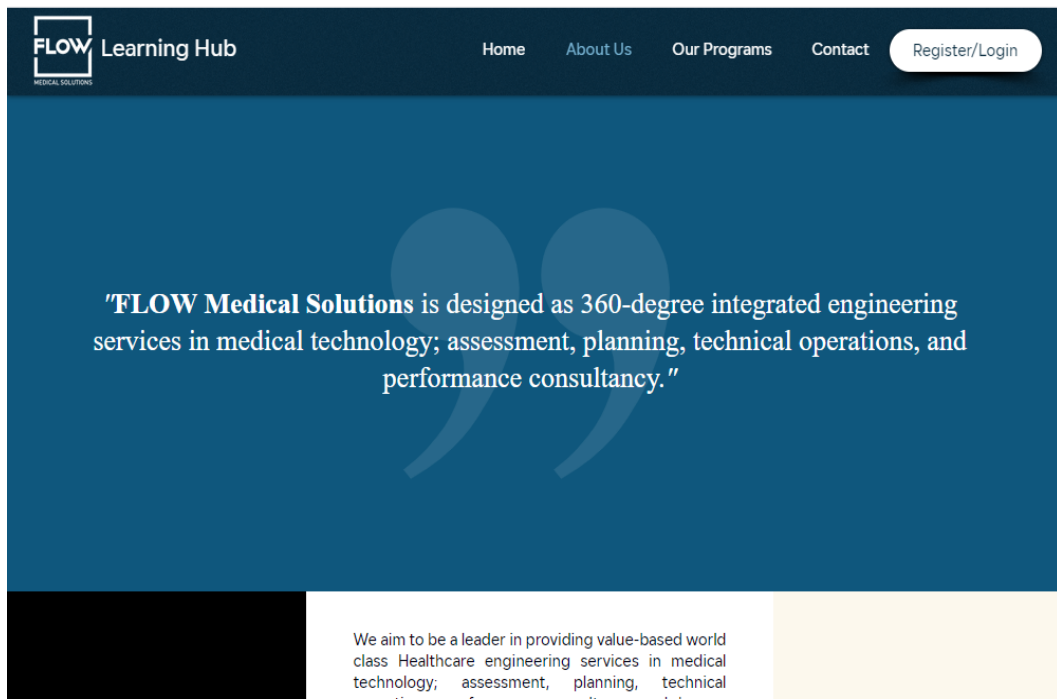 FLOW
MEDICAL SOLUTIONS
Learning Hub
Home
About Us
Our Programs
Contact
Register/Login
"FLOW Medical Solutions is designed as 360-degree integrated engineering
services in medical technology; assessment, planning, technical operations, and
performance consultancy."
We aim to be a leader in providing value-based world
class Healthcare engineering services in medical
technology; assessment, planning, technical